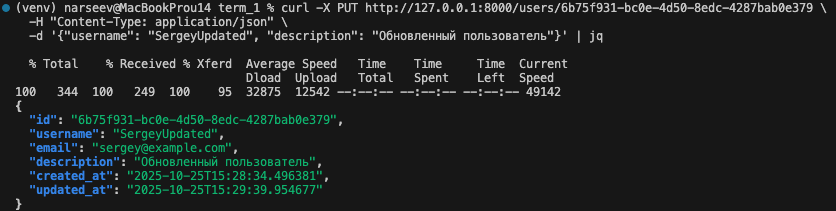 (venv) narseev@MacBookProu14 term_1 % curl -X PUT http://127.0.0.1:8000/users/6b75f931-bc0e-4d50-8edc-4287bab0e379 \
-H "Content-Type: application/json" \
-d '{"username": "SergeyUpdated", "description": "Обновленный пользователь"}' | jq
% Total % Received % Xferd Average Speed Time Time Time Current
Dload Upload Total Spent Left Speed
100 344 100 249 100 95 32875 12542 --:--:-- --:--:-- --:--:-- 49142
{
"id": "6b75f931-bc0e-4d50-8edc-4287bab0e379",
"username": "SergeyUpdated",
"email": "sergey@example.com",
"description": "Обновленный пользователь",
"created_at": "2025-10-25T15:28:34.496381",
"updated_at": "2025-10-25T15:29:39.954677"
}